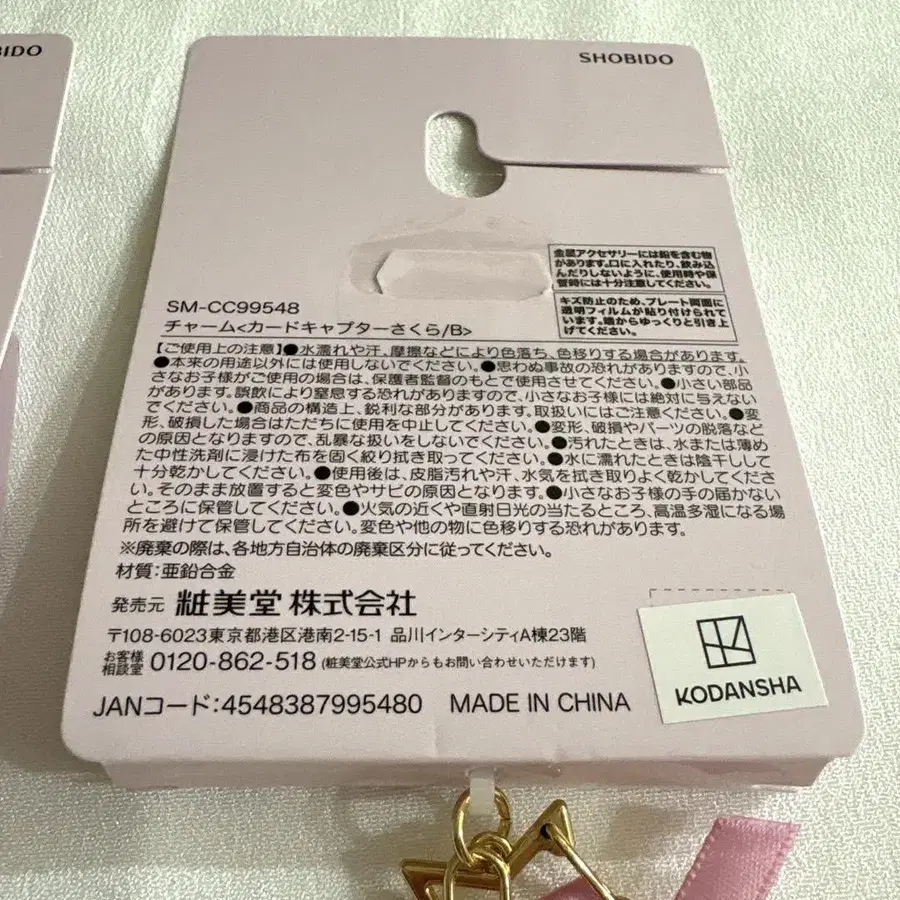 BIDO
SHOBIDO
金属アクセサリーには鉛を含む物
があります。口に入れたり、飲み込
んだりしないように、使用時や保
管時には十分注意してください。
キズ防止のため、プレート両面に
透明フィルムが貼り付けられて
います。端からゆっくりと引き上
げてください。
SM-CC99548
チャーム<カードキャプターさくら/B>
【ご使用上の注意】●水濡れや汗、摩擦などにより色落ち、色移りする場合があります。
●本来の用途以外には使用しないでください。●思わぬ事故の恐れがありますので、小
さなお子様がご使用の場合は、保護者監督のもとで使用させてください。●小さい部品
があります。誤飲により窒息する恐れがありますので、小さなお子様には絶対に与えない
でください。●商品の構造上、鋭利な部分があります。取扱いにはご注意ください。●変
形、破損した場合はただちに使用を中止してください。●変形、破損やパーツの脱落など
の原因となりますので、乱暴な扱いをしないでください。●汚れたときは、水または薄め
た中性洗剤に浸けた布を固く絞り拭き取ってください。●水に濡れたときは陰干しして
十分乾かしてください。●使用後は、皮脂汚れや汗、水気を拭き取りよく乾かしてくださ
い。そのまま放置すると変色やサビの原因となります。●小さなお子様の手の届かない
ところに保管してください。●火気の近くや直射日光の当たるところ、高温多湿になる場
所を避けて保管してください。変色や他の物に色移りする恐れがあります。
※廃棄の際は、各地方自治体の廃棄区分に従ってください。
材質：亜鉛合金
発売元 粧美堂 株式会社
〒108-6023東京都港区港南2-15-1 品川インターシティA棟23階
お客様
相談室 0120-862-518 (粧美堂公式HPからもお問い合わせいただけます)
JANコード：4548387995480 MADE IN CHINA
KODANSHA